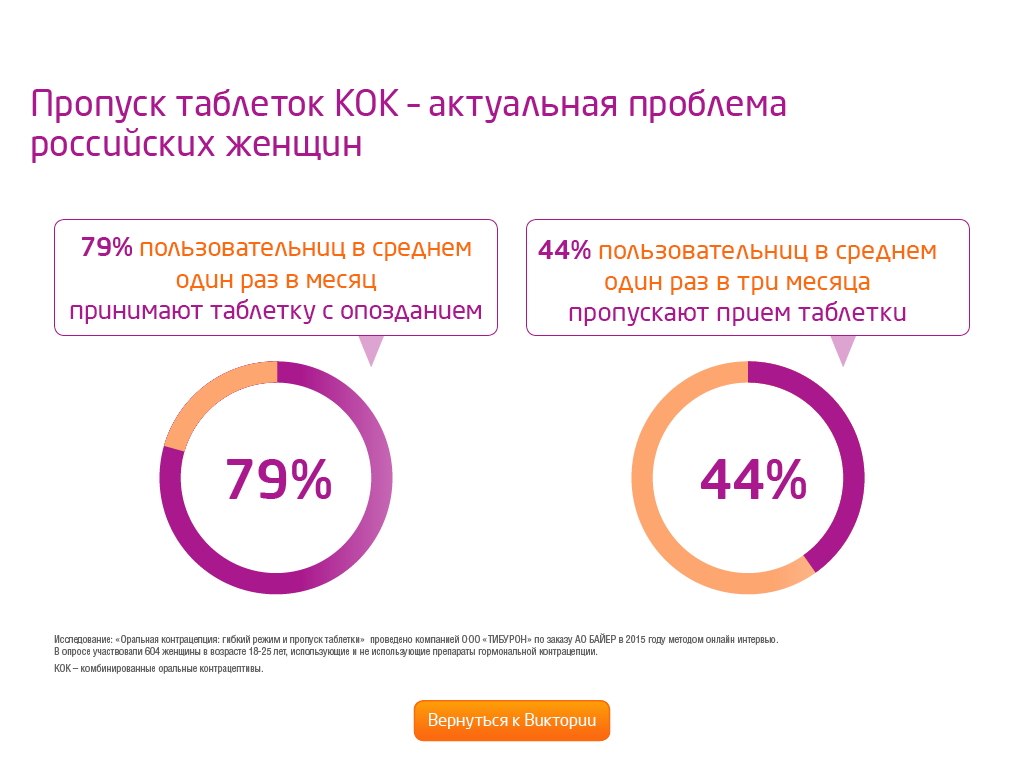 Пропуск таблеток КОК – актуальная проблема
российских женщин
79% пользовательниц в среднем
один раз в месяц
принимают таблетку с опозданием
44% пользовательниц в среднем
один раз в три месяца
пропускают прием таблетки
79%
44%
Исследование: «Оральная контрацепция: гибкий режим и пропуск таблетки» проведено компанией ООО «ТИБУРОН» по заказу АО БАЙЕР в 2015 году методом онлайн интервью.
В опросе участвовали 604 женщины в возрасте 18-25 лет, использующие и не использующие препараты гормональной контрацепции.
КОК – комбинированные оральные контрацептивы.
Вернуться к Виктории